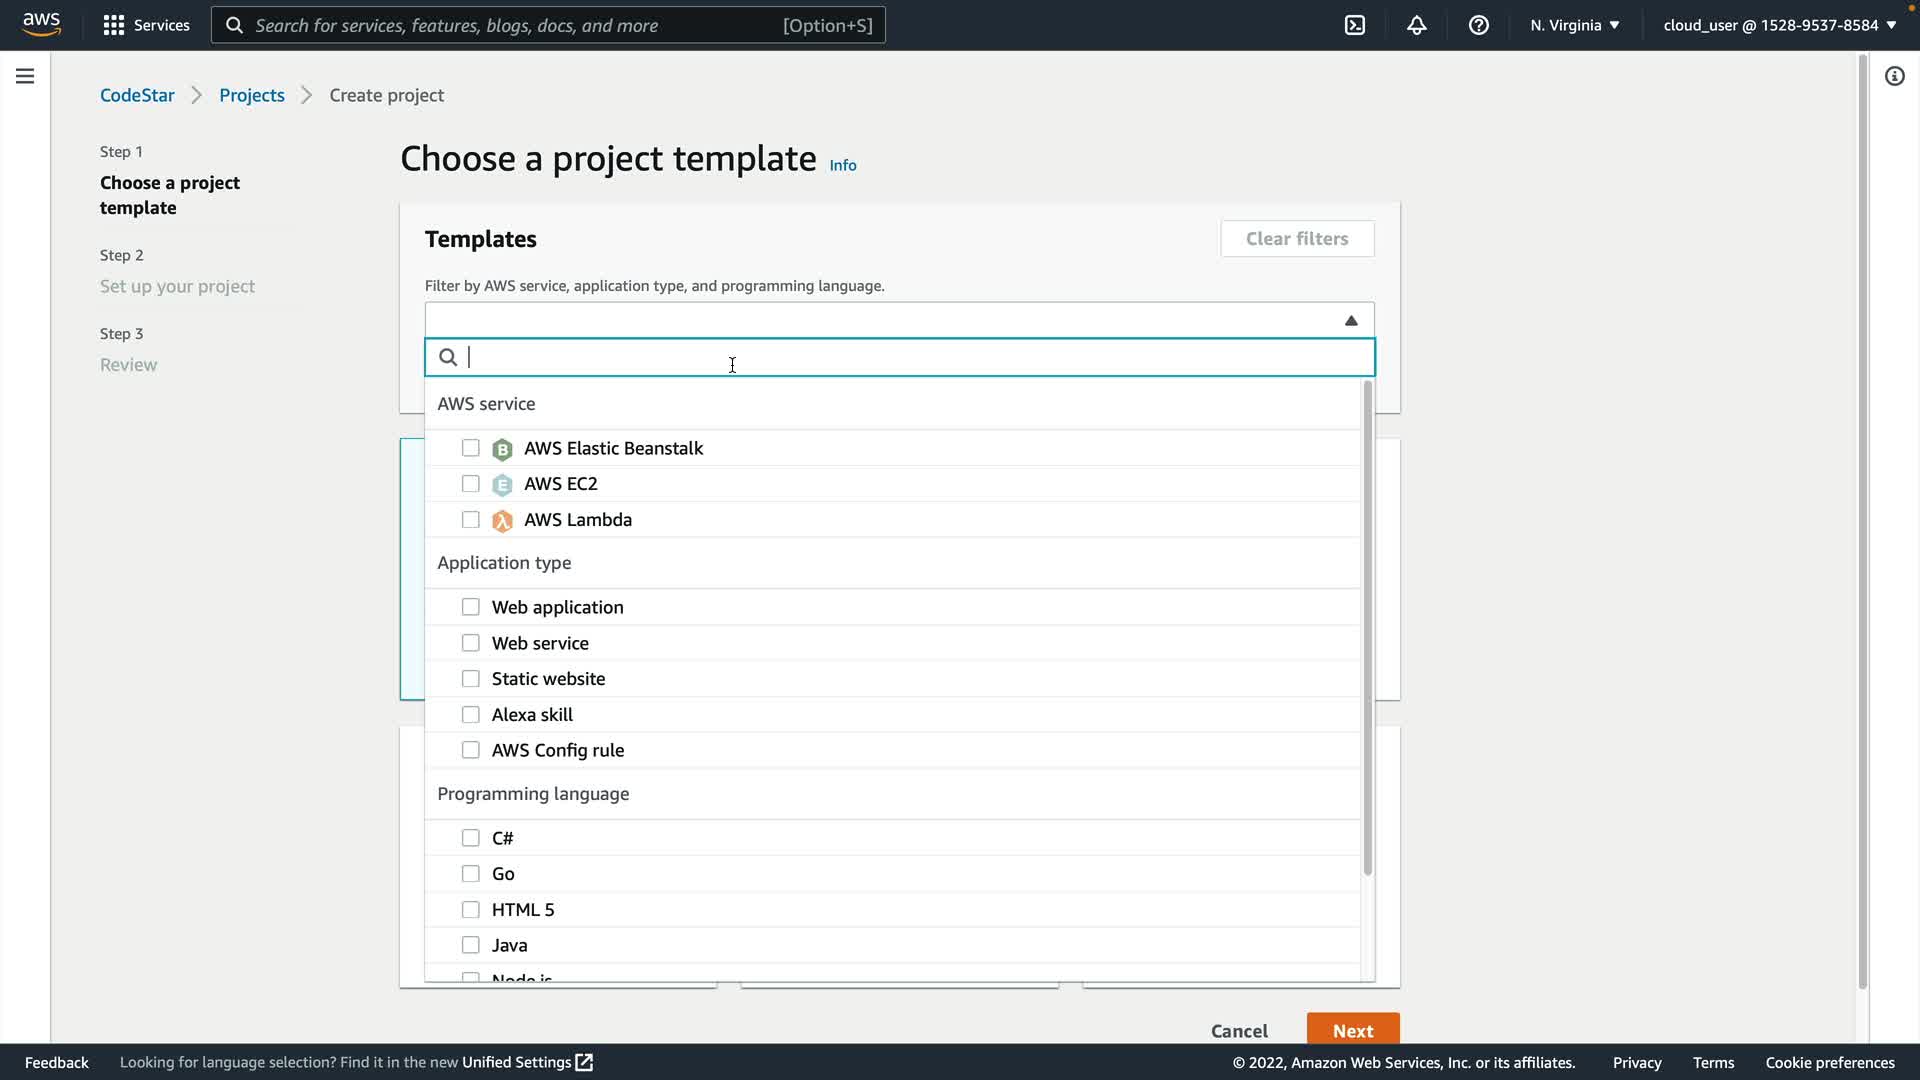 aws
Services
Search for services, features, blogs, docs, and more [Option+S]
N. Virginia ▼
cloud_user @ 1528-9537-8584 ▼
CodeStar > Projects > Create project
Step 1
Choose a project
template
Step 2
Set up your project
Step 3
Review
Choose a project template Info
Templates
Clear filters
Filter by AWS service, application type, and programming language.
AWS service
B AWS Elastic Beanstalk
E AWS EC2
λ AWS Lambda
Application type
Web application
Web service
Static website
Alexa skill
AWS Config rule
Programming language
C#
Go
HTML 5
Java
Node.js
Cancel
Next
Feedback
Looking for language selection? Find it in the new Unified Settings
© 2022, Amazon Web Services, Inc. or its affiliates.
Privacy
Terms
Cookie preferences